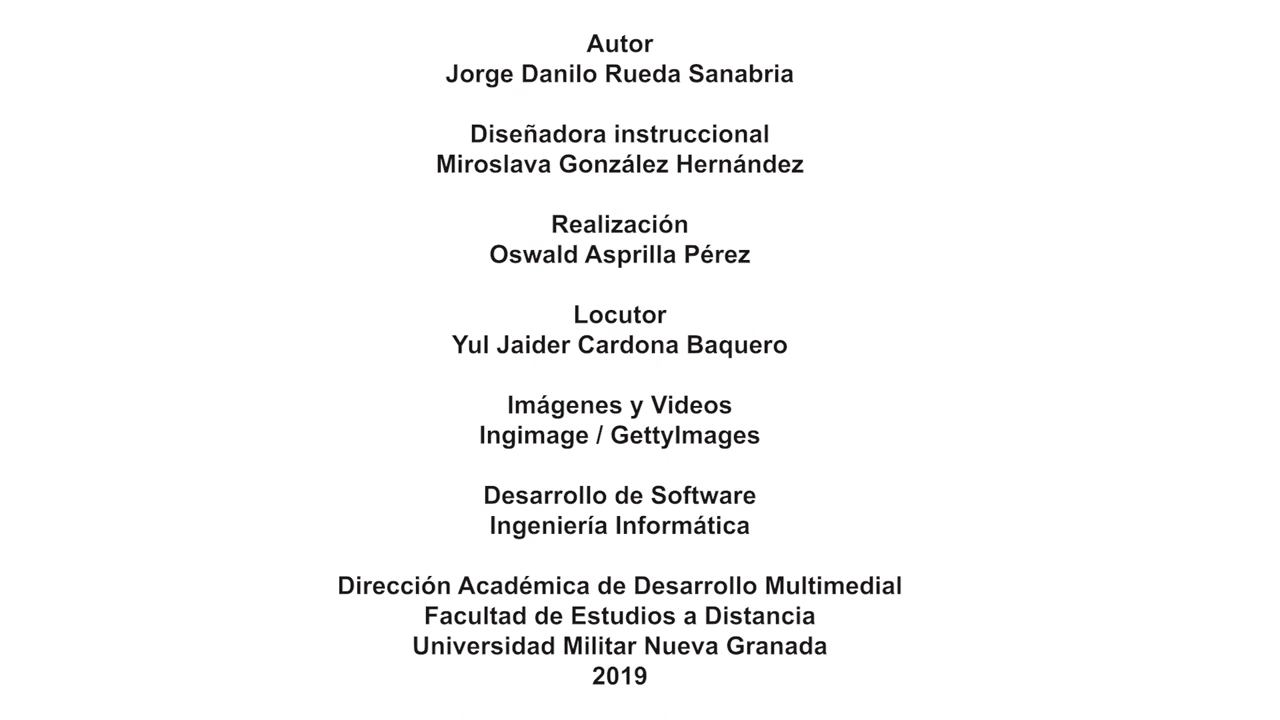 Autor
Jorge Danilo Rueda Sanabria
Diseñadora instruccional
Miroslava González Hernández
Realización
Oswald Asprilla Pérez
Locutor
Yul Jaider Cardona Baquero
Imágenes y Videos
Ingimage / GettyImages
Desarrollo de Software
Ingeniería Informática
Dirección Académica de Desarrollo Multimedial
Facultad de Estudios a Distancia
Universidad Militar Nueva Granada
2019